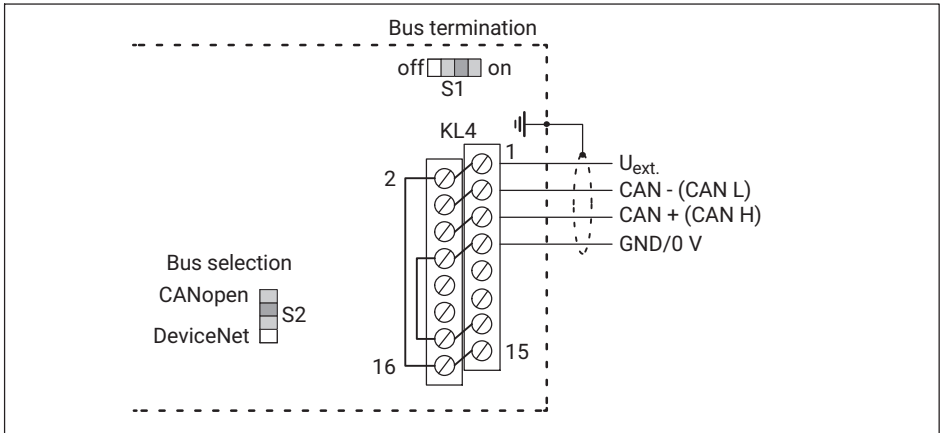 Bus termination
off on
S1
KL4
1
2
U_ext.
CAN - (CAN L)
CAN + (CAN H)
GND/0 V
Bus selection
CANopen
S2
DeviceNet
15
16